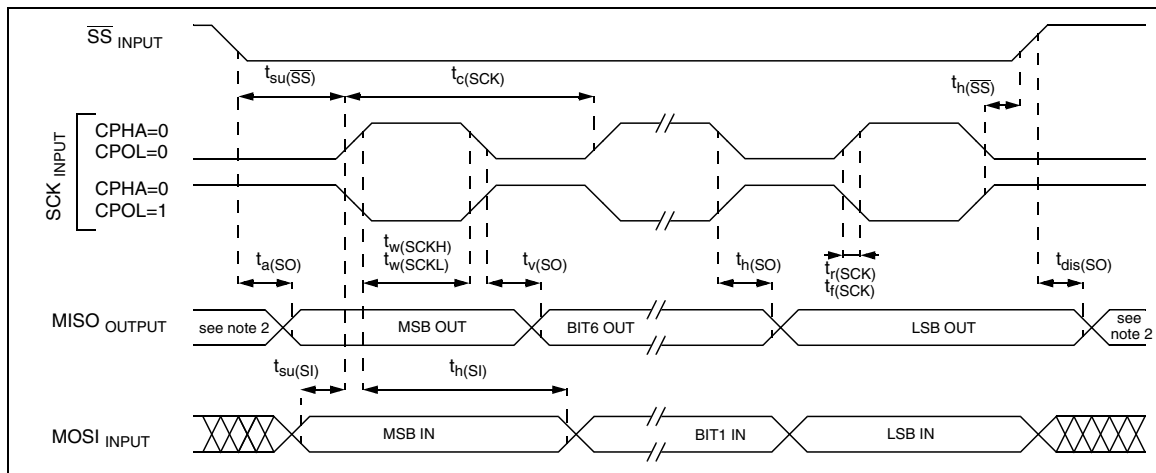 SS INPUT
tsu(SS)
tc(SCK)
th(SS)
SCK INPUT
CPHA=0
CPOL=0
CPHA=0
CPOL=1
ta(SO)
tw(SCKH)
tw(SCKL)
tv(SO)
th(SO)
tr(SCK)
tf(SCK)
tdis(SO)
MISO OUTPUT
see note 2
MSB OUT
BIT6 OUT
LSB OUT
see
note 2
tsu(SI)
th(SI)
MOSI INPUT
MSB IN
BIT1 IN
LSB IN